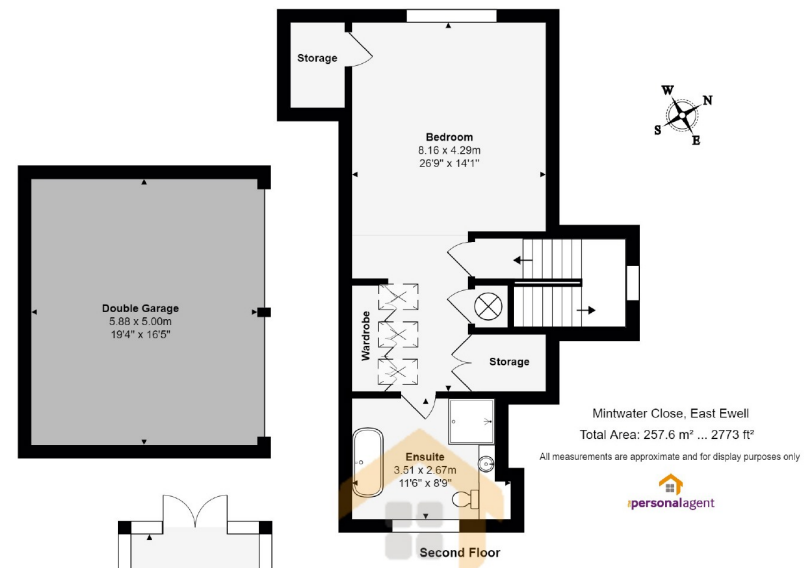 Storage
W
N
S
E
Bedroom
8.16 x 4.29m
26'9" x 14'1"
Double Garage
5.88 x 5.00m
19'4" x 16'5"
Wardrobe
Storage
Ensuite
3.51 x 2.67m
11'6" x 8'9"
Second Floor
Mintwater Close, East Ewell
Total Area: 257.6 m² ... 2773 ft²
All measurements are approximate and for display purposes only
personalagent